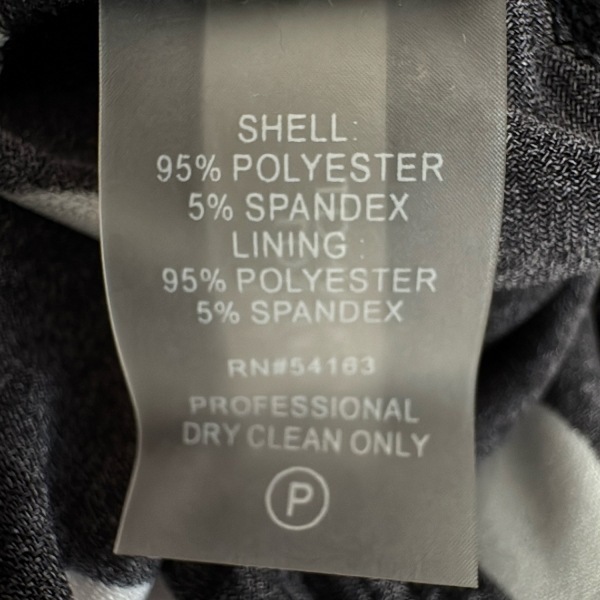 SHELL:
95% POLYESTER
5% SPANDEX
LINING :
95% POLYESTER
5% SPANDEX
RN#54163
PROFESSIONAL
DRY CLEAN ONLY
P